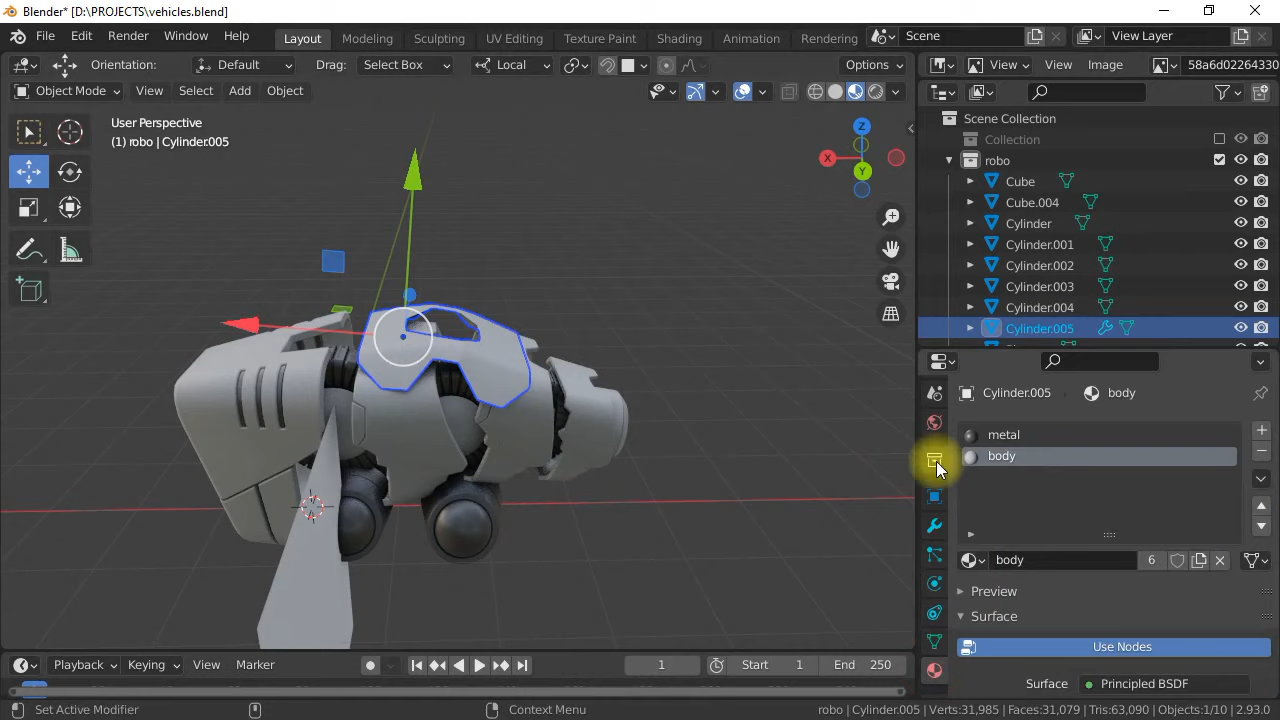 Blender* [D:\PROJECTS\vehicles.blend]
File Edit Render Window Help Layout Modeling Sculpting UV Editing Texture Paint Shading Animation Rendering Scene View Layer
Orientation: Default Drag: Select Box Local Options View View Image 58a6d02264330
Object Mode View Select Add Object
User Perspective
(1) robo | Cylinder.005
Z
X
Y
Scene Collection
Collection
robo
Cube
Cube.004
Cylinder
Cylinder.001
Cylinder.002
Cylinder.003
Cylinder.004
Cylinder.005
Cylinder.005 body
metal
body
body 6
Preview
Surface
Use Nodes
Surface Principled BSDF
Playback Keying View Marker 1 Start 1 End 250
Set Active Modifier Context Menu robo | Cylinder.005 Verts:31,985 Faces:31,079 Tris:63,090 Objects:1/10 2.93.0